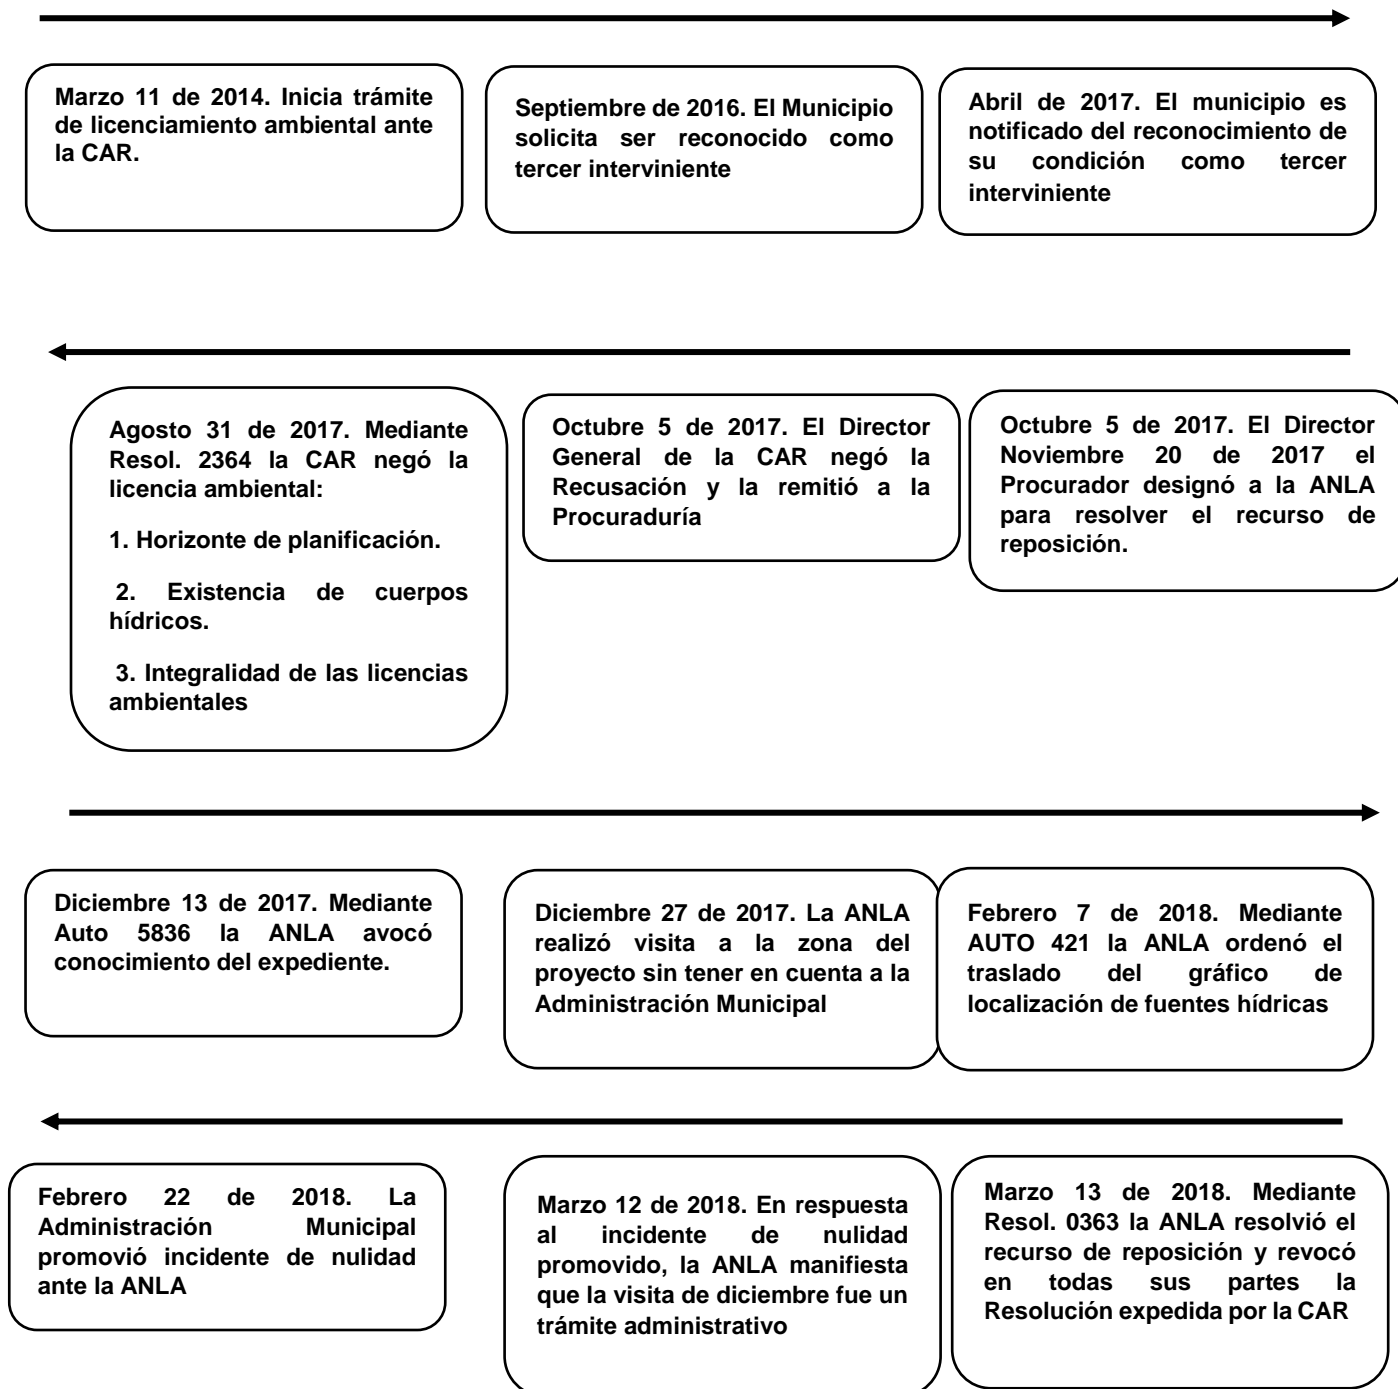 Marzo 11 de 2014. Inicia trámite
de licenciamiento ambiental ante
la CAR.
Septiembre de 2016. El Municipio
solicita ser reconocido como
tercer interviniente
Abril de 2017. El municipio es
notificado del reconocimiento de
su condición como tercer
interviniente
Agosto 31 de 2017. Mediante
Resol. 2364 la CAR negó la
licencia ambiental:
1. Horizonte de planificación.
2. Existencia de cuerpos
hídricos.
3. Integralidad de las licencias
ambientales
Octubre 5 de 2017. El Director
General de la CAR negó la
Recusación y la remitió a la
Procuraduría
Octubre 5 de 2017. El Director
Noviembre 20 de 2017 el
Procurador designó a la ANLA
para resolver el recurso de
reposición.
Diciembre 13 de 2017. Mediante
Auto 5836 la ANLA avocó
conocimiento del expediente.
Diciembre 27 de 2017. La ANLA
realizó visita a la zona del
proyecto sin tener en cuenta a la
Administración Municipal
Febrero 7 de 2018. Mediante
AUTO 421 la ANLA ordenó el
traslado del gráfico de
localización de fuentes hídricas
Febrero 22 de 2018. La
Administración Municipal
promovió incidente de nulidad
ante la ANLA
Marzo 12 de 2018. En respuesta
al incidente de nulidad
promovido, la ANLA manifiesta
que la visita de diciembre fue un
trámite administrativo
Marzo 13 de 2018. Mediante
Resol. 0363 la ANLA resolvió el
recurso de reposición y revocó
en todas sus partes la
Resolución expedida por la CAR